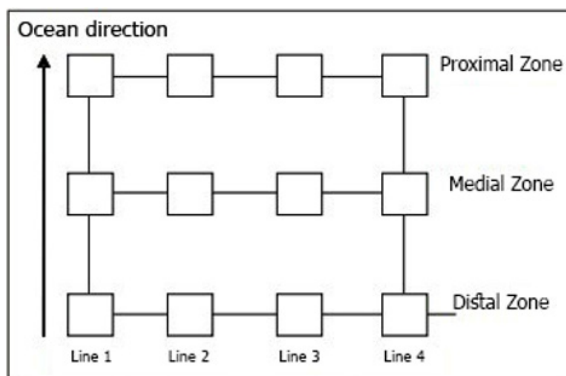 Ocean direction
Proximal Zone
Medial Zone
Distal Zone
Line 1 Line 2 Line 3 Line 4